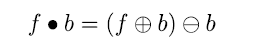 f • b = (f ⊕ b) ⊖ b